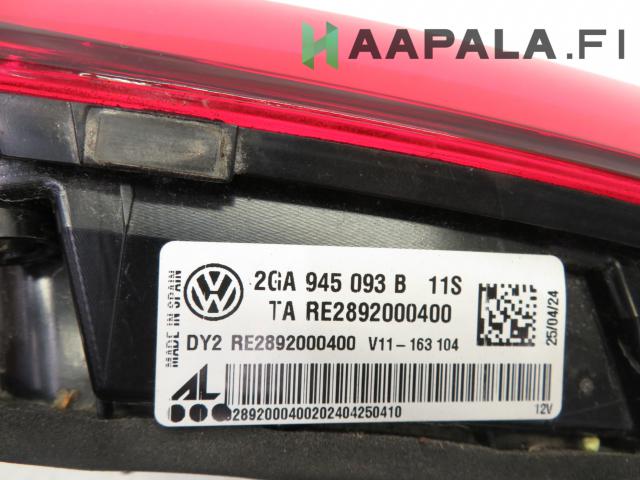 HAAPALA.FI
2GA 945 093 B 11S
TA RE2892000400
DY2 RE2892000400 V11-163 104
MADE IN SPAIN
25/04/24
AL
2892000400202404250410
12V